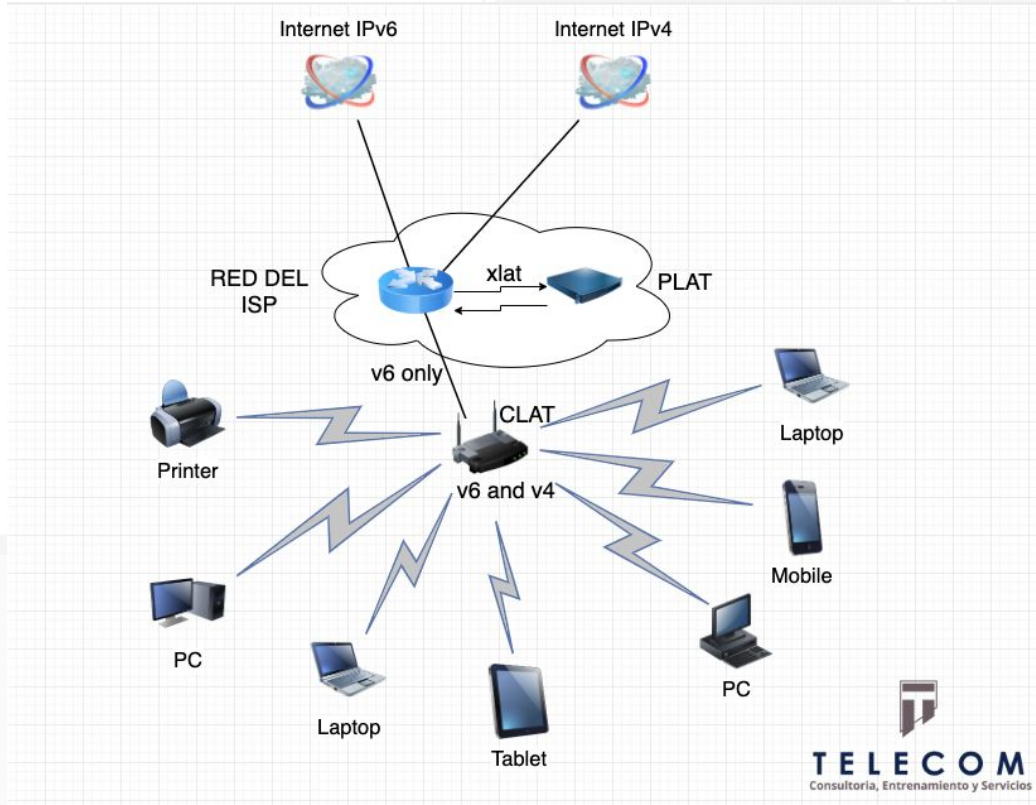 Internet IPv6
Internet IPv4
RED DEL
ISP
xlat
PLAT
v6 only
CLAT
v6 and v4
Printer
Laptop
Mobile
PC
PC
Laptop
Tablet
TELECOM
Consultoria, Entrenamiento y Servicios